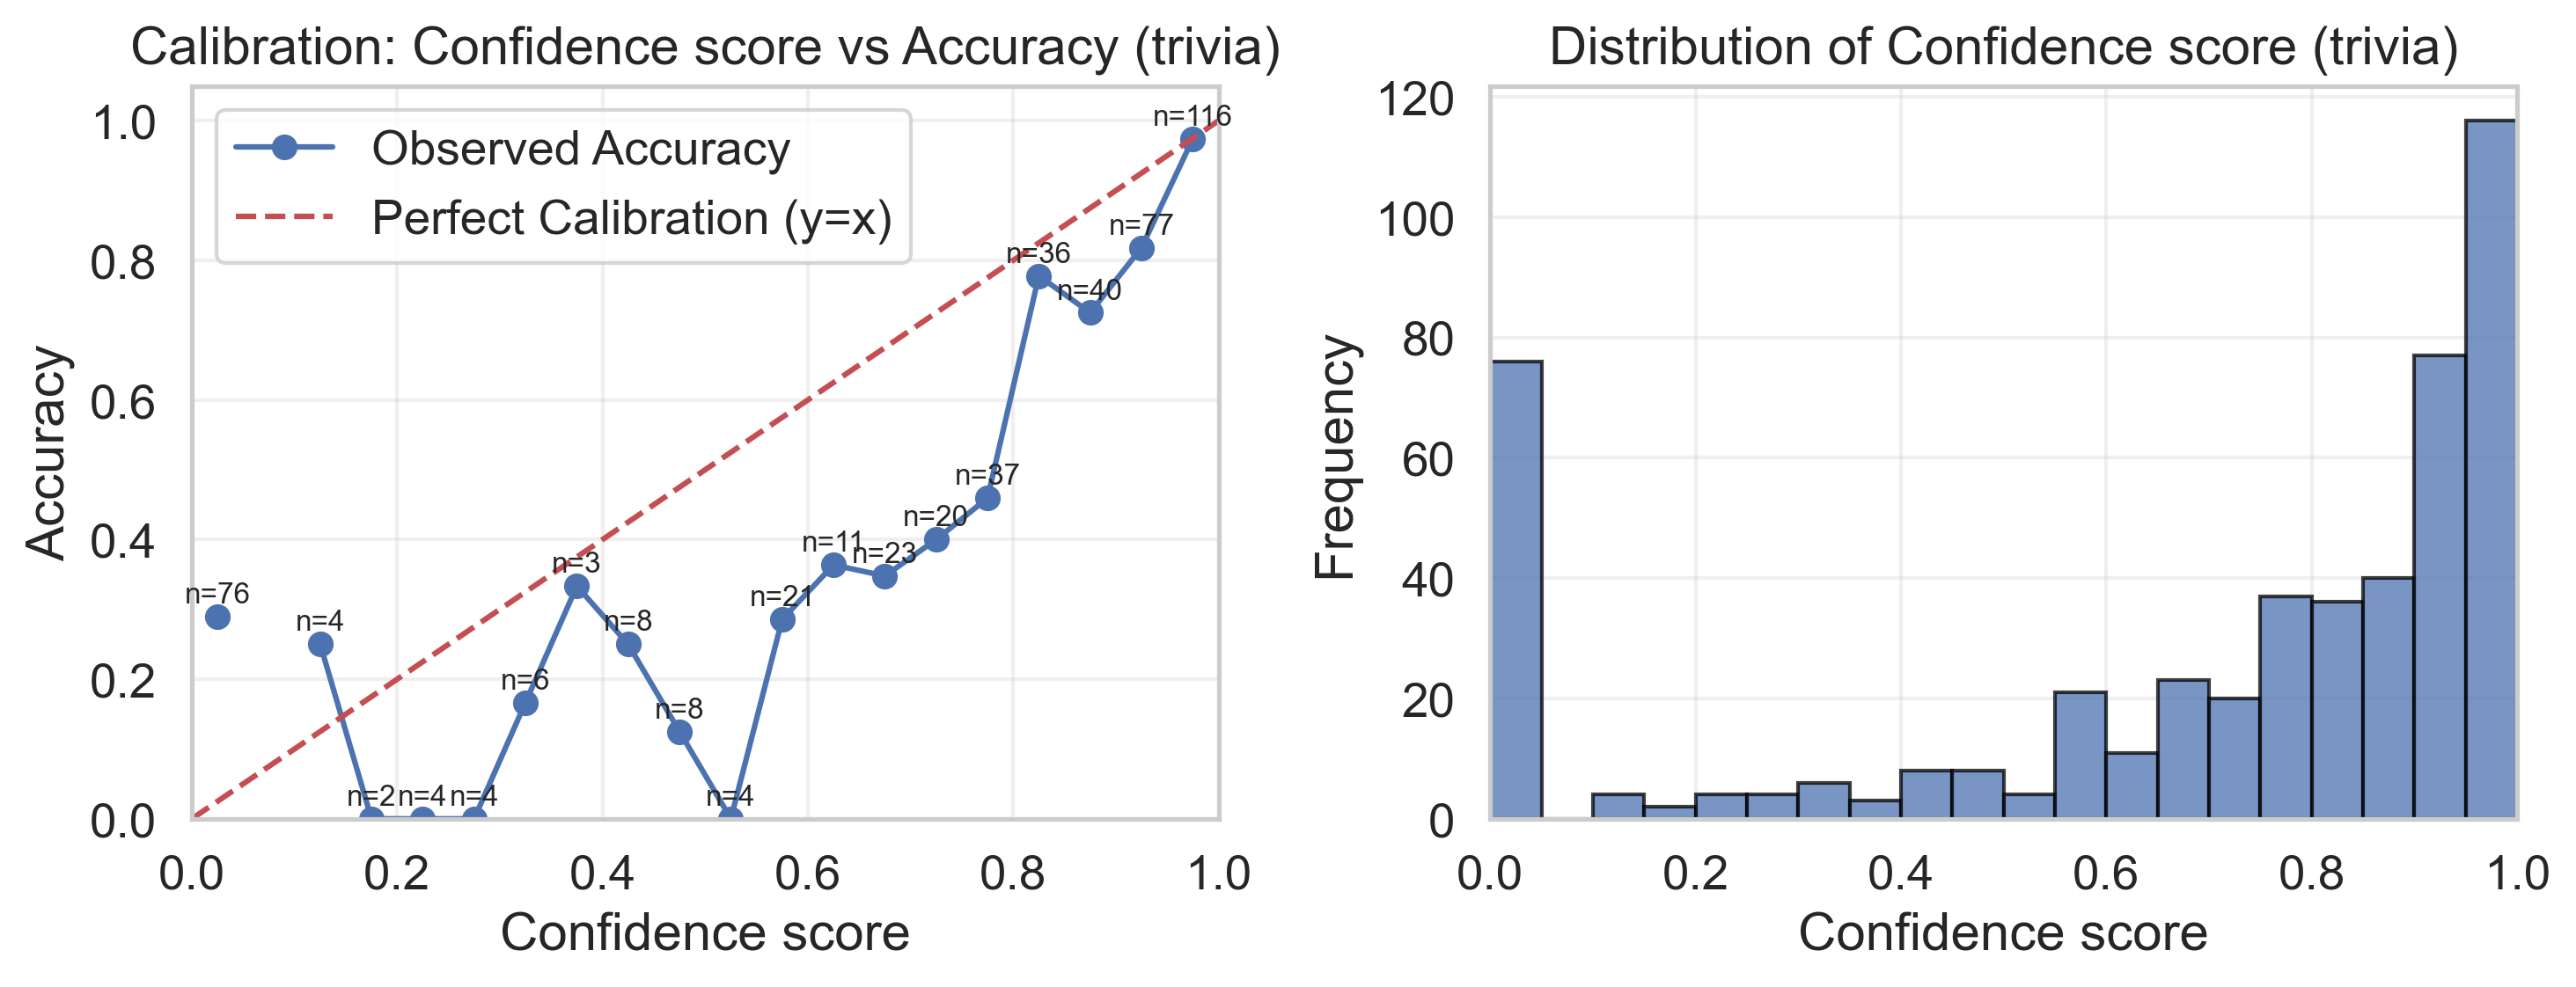 Calibration: Confidence score vs Accuracy (trivia)
Observed Accuracy
Perfect Calibration (y=x)
n=76
n=4
n=2
n=4
n=4
n=6
n=3
n=8
n=8
n=4
n=21
n=11
n=23
n=20
n=37
n=36
n=40
n=77
n=116
1.0
0.8
0.6
0.4
0.2
0.0
Accuracy
0.0 0.2 0.4 0.6 0.8 1.0
Confidence score
Distribution of Confidence score (trivia)
120
100
80
60
40
20
0
Frequency
0.0 0.2 0.4 0.6 0.8 1.0
Confidence score